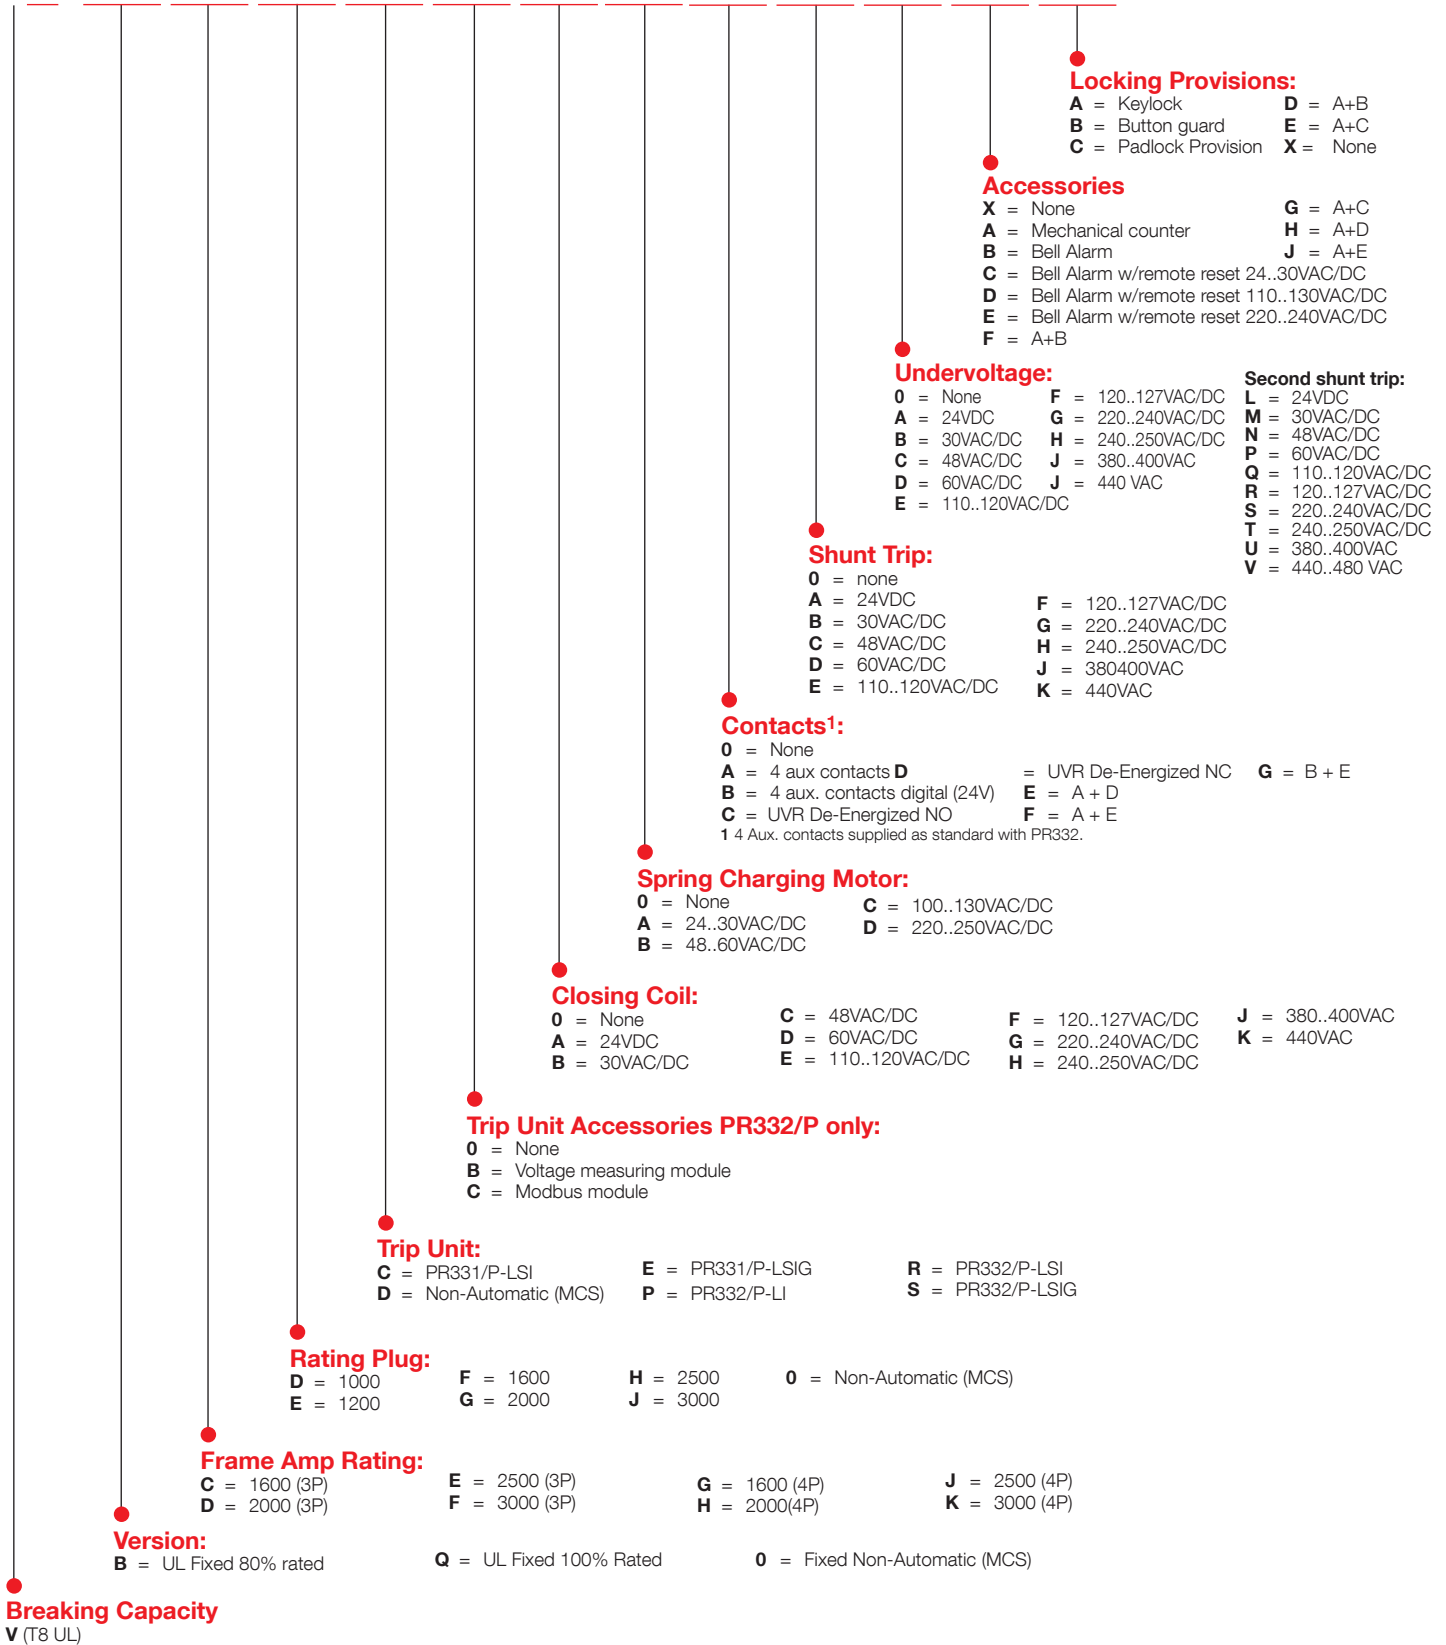 Locking Provisions:
A = Keylock D = A+B
B = Button guard E = A+C
C = Padlock Provision X = None
Accessories
X = None G = A+C
A = Mechanical counter H = A+D
B = Bell Alarm J = A+E
C = Bell Alarm w/remote reset 24..30VAC/DC
D = Bell Alarm w/remote reset 110..130VAC/DC
E = Bell Alarm w/remote reset 220..240VAC/DC
F = A+B
Undervoltage:
0 = None F = 120..127VAC/DC
A = 24VDC G = 220..240VAC/DC
B = 30VAC/DC H = 240..250VAC/DC
C = 48VAC/DC J = 380..400VAC
D = 60VAC/DC J = 440 VAC
E = 110..120VAC/DC
Second shunt trip:
L = 24VDC
M = 30VAC/DC
N = 48VAC/DC
P = 60VAC/DC
Q = 110..120VAC/DC
R = 120..127VAC/DC
S = 220..240VAC/DC
T = 240..250VAC/DC
U = 380..400VAC
V = 440..480 VAC
Shunt Trip:
0 = none
A = 24VDC F = 120..127VAC/DC
B = 30VAC/DC G = 220..240VAC/DC
C = 48VAC/DC H = 240..250VAC/DC
D = 60VAC/DC J = 380400VAC
E = 110..120VAC/DC K = 440VAC
Contacts1:
0 = None
A = 4 aux contacts D = UVR De-Energized NC G = B + E
B = 4 aux. contacts digital (24V) E = A + D
C = UVR De-Energized NO F = A + E
1 4 Aux. contacts supplied as standard with PR332.
Spring Charging Motor:
0 = None C = 100..130VAC/DC
A = 24..30VAC/DC D = 220..250VAC/DC
B = 48..60VAC/DC
Closing Coil:
0 = None C = 48VAC/DC F = 120..127VAC/DC J = 380..400VAC
A = 24VDC D = 60VAC/DC G = 220..240VAC/DC K = 440VAC
B = 30VAC/DC E = 110..120VAC/DC H = 240..250VAC/DC
Trip Unit Accessories PR332/P only:
0 = None
B = Voltage measuring module
C = Modbus module
Trip Unit:
C = PR331/P-LSI E = PR331/P-LSIG R = PR332/P-LSI
D = Non-Automatic (MCS) P = PR332/P-LI S = PR332/P-LSIG
Rating Plug:
D = 1000 F = 1600 H = 2500 0 = Non-Automatic (MCS)
E = 1200 G = 2000 J = 3000
Frame Amp Rating:
C = 1600 (3P) E = 2500 (3P) G = 1600 (4P) J = 2500 (4P)
D = 2000 (3P) F = 3000 (3P) H = 2000(4P) K = 3000 (4P)
Version:
B = UL Fixed 80% rated Q = UL Fixed 100% Rated 0 = Fixed Non-Automatic (MCS)
Breaking Capacity
V (T8 UL)